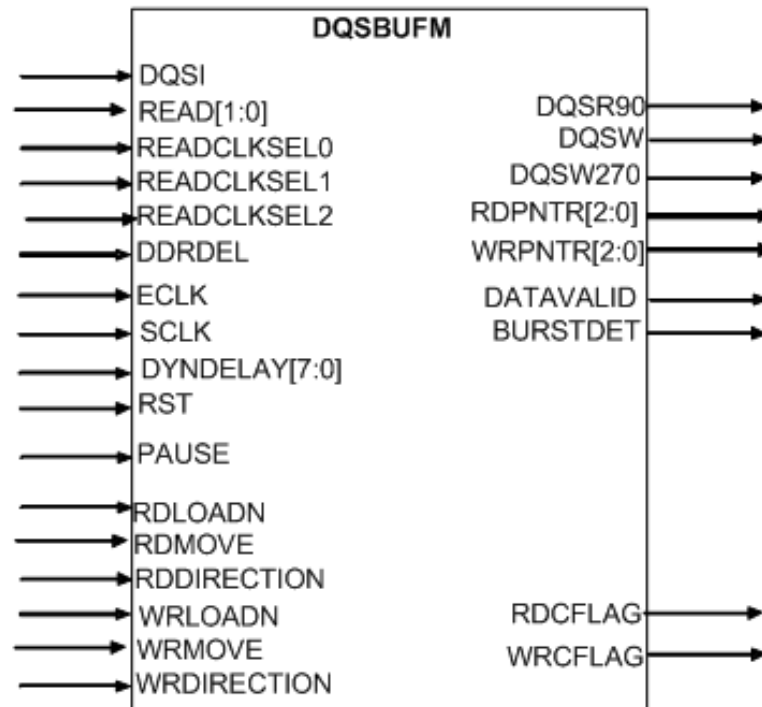 DQSBUFM
DQSI
READ[1:0]
READCLKSEL0
READCLKSEL1
READCLKSEL2
DDRDEL
ECLK
SCLK
DYNDELAY[7:0]
RST
PAUSE
RDLOADN
RDMOVE
RDDIRECTION
WRLOADN
WRMOVE
WRDIRECTION
DQSR90
DQSW
DQSW270
RDPNTR[2:0]
WRPNTR[2:0]
DATAVALID
BURSTDET
RDCFLAG
WRCFLAG